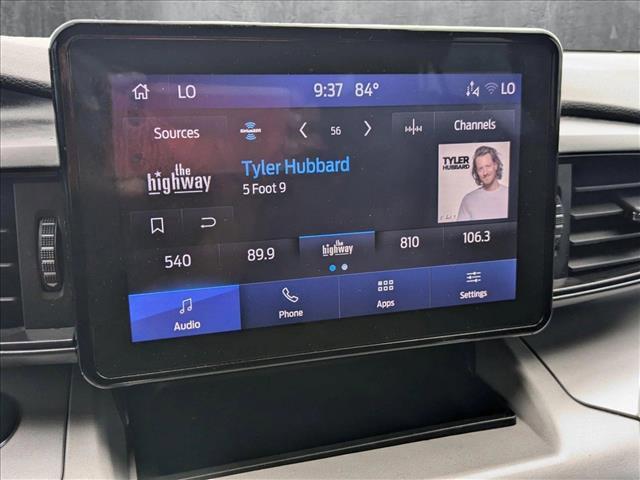 LO 9:37 84° LO
Sources SiriusXM 56 Channels
the highway
Tyler Hubbard
5 Foot 9
TYLER
HUBBARD
540 89.9 the highway 810 106.3
Audio Phone Apps Settings